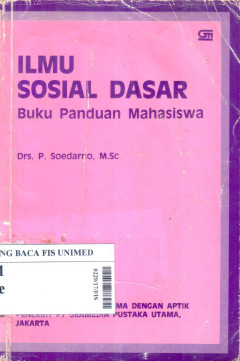 GM
ILMU
SOSIAL DASAR
Buku Panduan Mahasiswa
Drs. P. Soedarno, M.Sc
NG BACA FIS UNIMED
MA DENGAN APTIK
PENERBIT PT GRAMEDIA PUSTAKA UTAMA,
JAKARTA